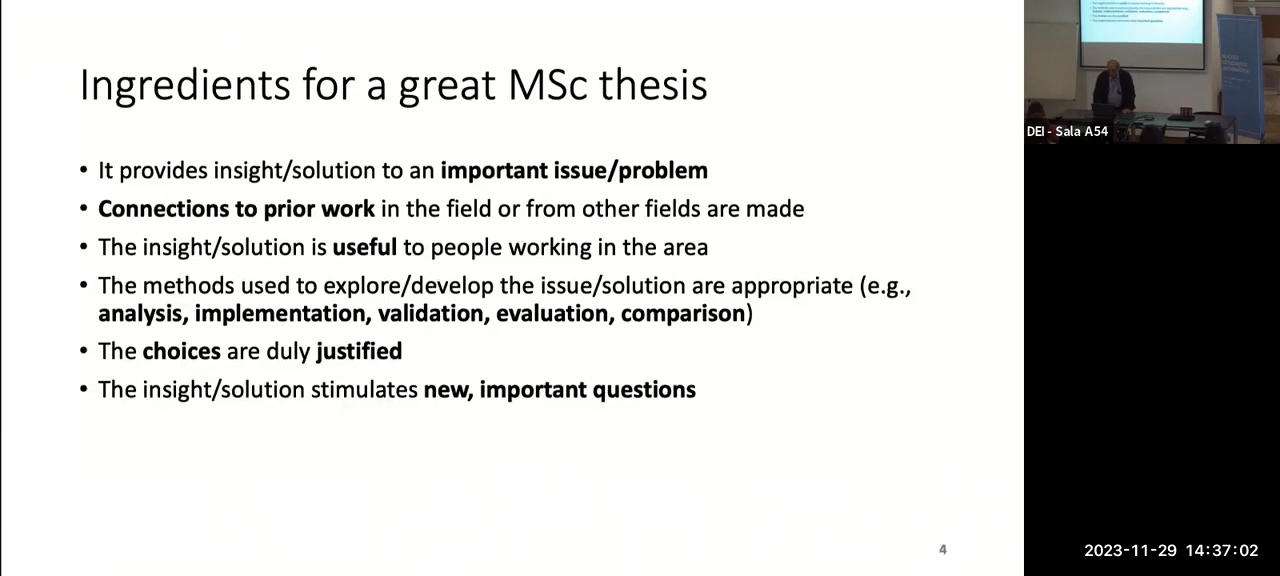 Ingredients for a great MSc thesis
• It provides insight/solution to an important issue/problem
• Connections to prior work in the field or from other fields are made
• The insight/solution is useful to people working in the area
• The methods used to explore/develop the issue/solution are appropriate (e.g.,
analysis, implementation, validation, evaluation, comparison)
• The choices are duly justified
• The insight/solution stimulates new, important questions
4
DEI - Sala A54
2023-11-29 14:37:02